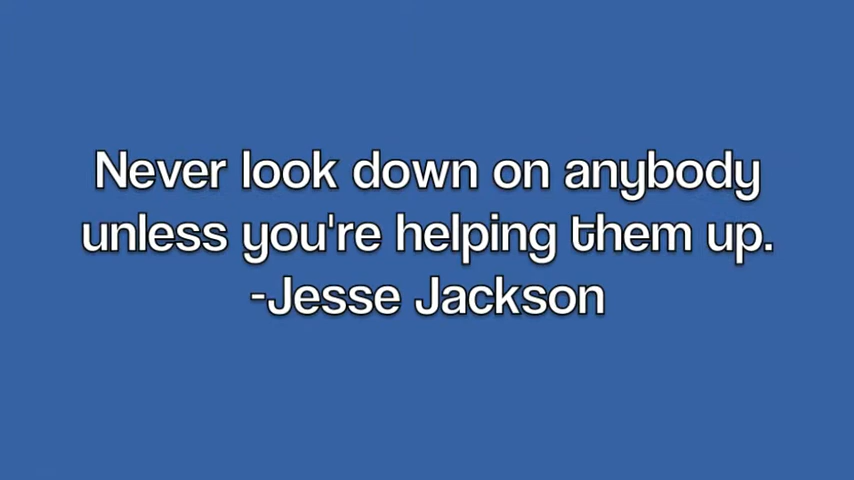 Never look down on anybody
unless you're helping them up.
-Jesse Jackson